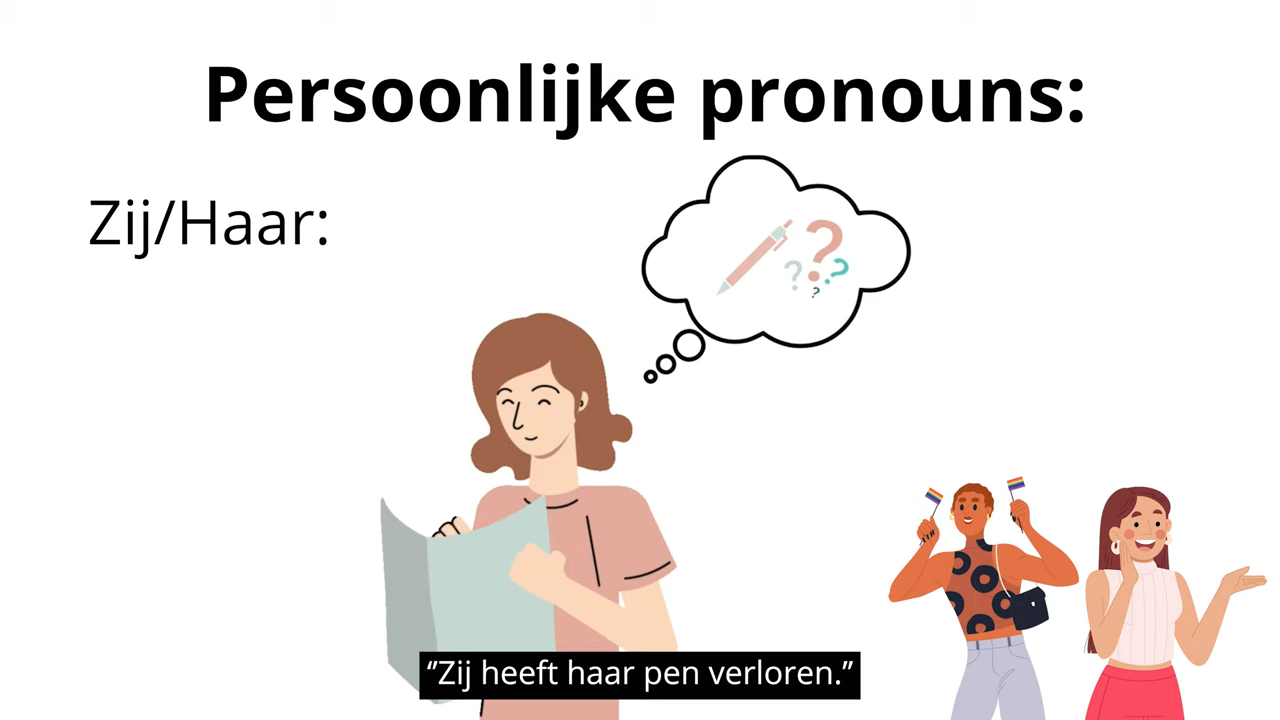 Persoonlijke pronouns:
Zij/Haar:
“Zij heeft haar pen verloren.”